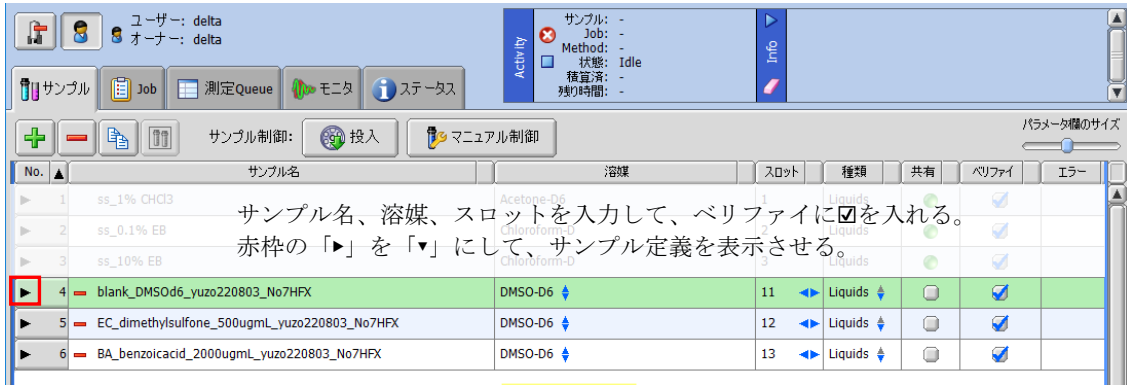 ユーザー: delta
オーナー: delta
Activity
サンプル: -
Job: -
Method: -
状態: Idle
積算済: -
残り時間: -
Info
サンプル Job 測定Queue モニタ ステータス
サンプル制御: 投入 マニュアル制御
パラメータ欄のサイズ
No. ▲ サンプル名 溶媒 スロット 種類 共有 ベリファイ エラー
1 ss_1% CHCl3 Acetone-D6 1 Liquids
サンプル名、溶媒、スロットを入力して、ベリファイに☑を入れる。
2 ss_0.1% EB Chloroform-D
赤枠の「▶」を「▼」にして、サンプル定義を表示させる。
3 ss_10% EB Chloroform-D 3 Liquids
4 blank_DMSOd6_yuzo220803_No7HFX DMSO-D6 11 Liquids
5 EC_dimethylsulfone_500ugmL_yuzo220803_No7HFX DMSO-D6 12 Liquids
6 BA_benzoicacid_2000ugmL_yuzo220803_No7HFX DMSO-D6 13 Liquids